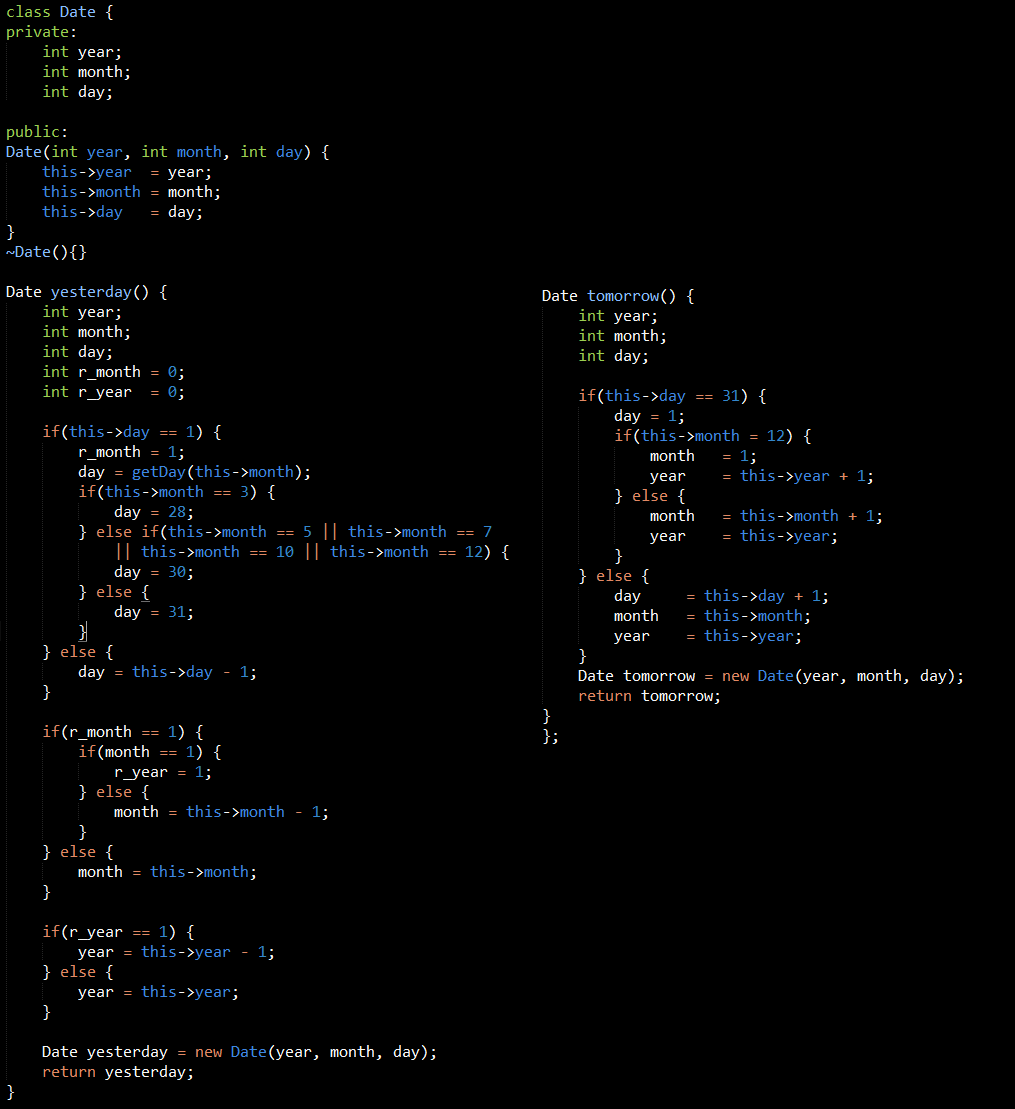 class Date {
private:
    int year;
    int month;
    int day;

public:
Date(int year, int month, int day) {
    this->year  = year;
    this->month = month;
    this->day   = day;
}
~Date(){}

Date yesterday() {
    int year;
    int month;
    int day;
    int r_month = 0;
    int r_year  = 0;

    if(this->day == 1) {
        r_month = 1;
        day = getDay(this->month);
        if(this->month == 3) {
            day = 28;
        } else if(this->month == 5 || this->month == 7
            || this->month == 10 || this->month == 12) {
            day = 30;
        } else {
            day = 31;
        }
    } else {
        day = this->day - 1;
    }

    if(r_month == 1) {
        if(month == 1) {
            r_year = 1;
        } else {
            month = this->month - 1;
        }
    } else {
        month = this->month;
    }

    if(r_year == 1) {
        year = this->year - 1;
    } else {
        year = this->year;
    }

    Date yesterday = new Date(year, month, day);
    return yesterday;
}

Date tomorrow() {
    int year;
    int month;
    int day;

    if(this->day == 31) {
        day = 1;
        if(this->month = 12) {
            month   = 1;
            year    = this->year + 1;
        } else {
            month   = this->month + 1;
            year    = this->year;
        }
    } else {
        day     = this->day + 1;
        month   = this->month;
        year    = this->year;
    }
    Date tomorrow = new Date(year, month, day);
    return tomorrow;
}
};